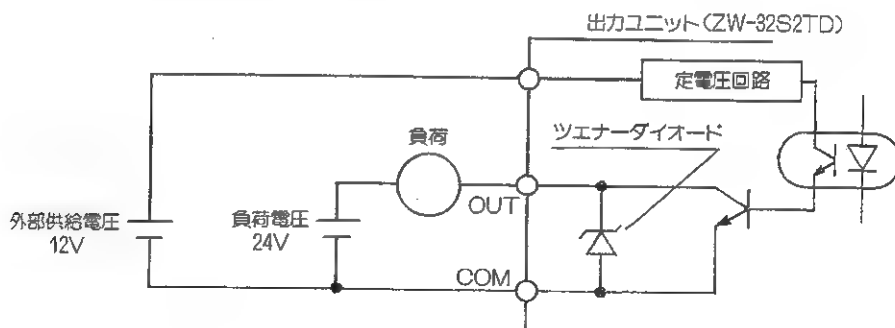 出力ユニット(ZW-32S2TD)
定電圧回路
負荷
ツエナーダイオード
OUT
外部供給電圧
12V
負荷電圧
24V
COM